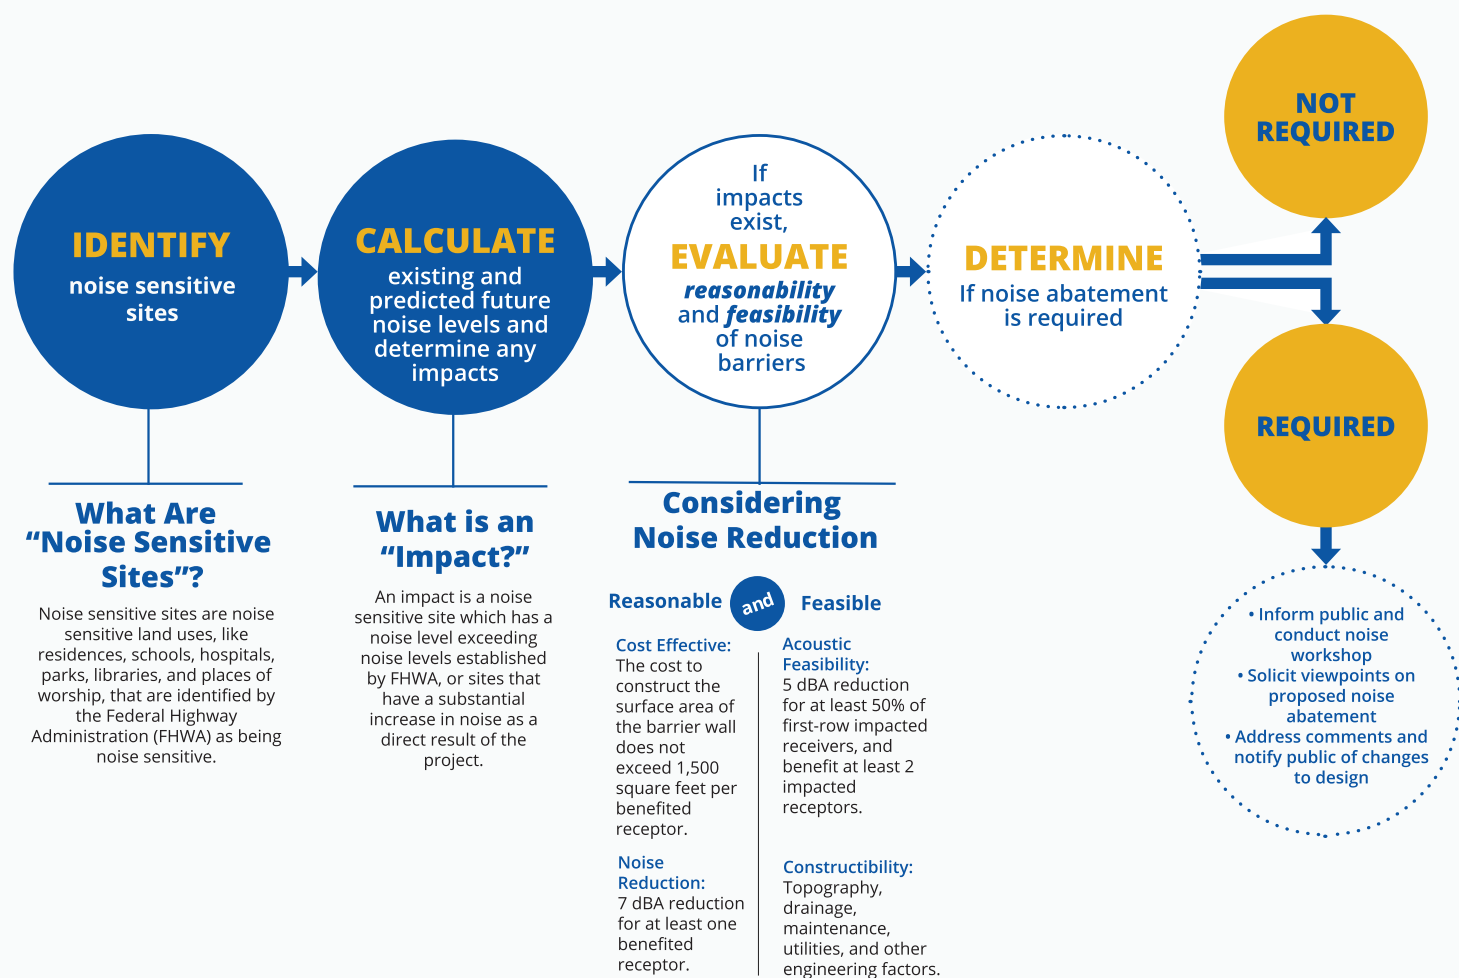 IDENTIFY
noise sensitive
sites
CALCULATE
existing and
predicted future
noise levels and
determine any
impacts
If
impacts
exist,
EVALUATE
reasonability
and feasibility
of noise
barriers
DETERMINE
If noise abatement
is required
NOT
REQUIRED
REQUIRED
• Inform public and
conduct noise
workshop
• Solicit viewpoints on
proposed noise
abatement
• Address comments and
notify public of changes
to design
What Are
“Noise Sensitive
Sites”?
Noise sensitive sites are noise
sensitive land uses, like
residences, schools, hospitals,
parks, libraries, and places of
worship, that are identified by
the Federal Highway
Administration (FHWA) as being
noise sensitive.
What is an
“Impact?”
An impact is a noise
sensitive site which has a
noise level exceeding
noise levels established
by FHWA, or sites that
have a substantial
increase in noise as a
direct result of the
project.
Considering
Noise Reduction
Reasonable and Feasible
Cost Effective:
The cost to
construct the
surface area of
the barrier wall
does not
exceed 1,500
square feet per
benefited
receptor.
Noise
Reduction:
7 dBA reduction
for at least one
benefited
receptor.
Acoustic
Feasibility:
5 dBA reduction
for at least 50% of
first-row impacted
receivers, and
benefit at least 2
impacted
receptors.
Constructibility:
Topography,
drainage,
maintenance,
utilities, and other
engineering factors.